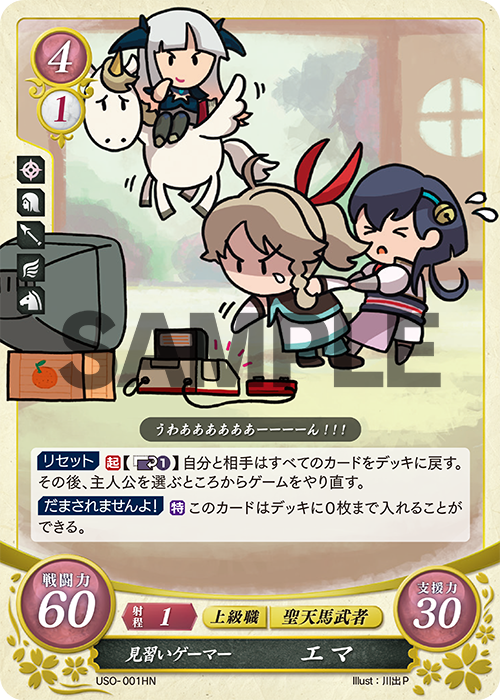 4
1
SAMPLE
うわあああああーーーーん！！！
リセット 起【 1】自分と相手はすべてのカードをデッキに戻す。
その後、主人公を選ぶところからゲームをやり直す。
だまされませんよ！ 特 このカードはデッキに0枚まで入れることが
できる。
戦闘力
60
射程 1
上級職
聖天馬武者
支援力
30
見習いゲーマー エマ
USO-001HN
Illust：川出P